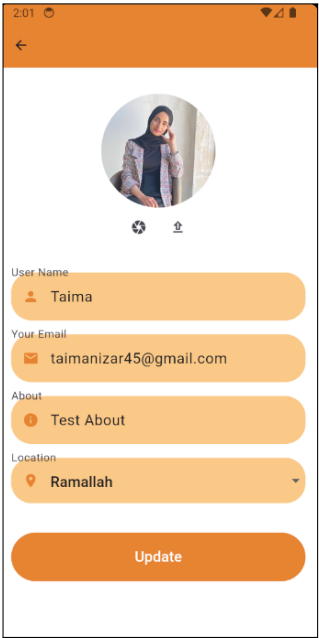 2:01
User Name
Taima
Your Email
taimanizar45@gmail.com
About
Test About
Location
Ramallah
Update